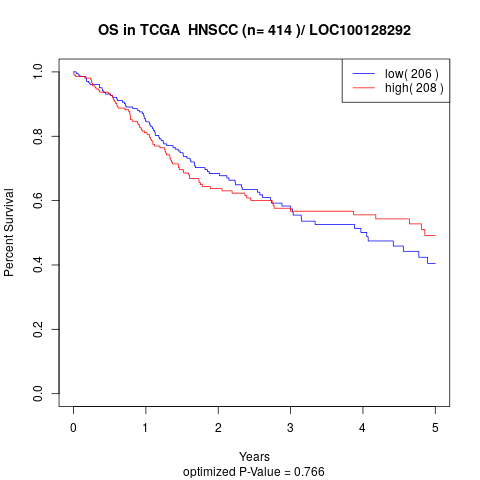 OS in TCGA  HNSCC (n= 414 )/ LOC100128292
low( 206 )
high( 208 )
Percent Survival
1.0
0.8
0.6
0.4
0.2
0.0
0 1 2 3 4 5
Years
optimized P-Value = 0.766